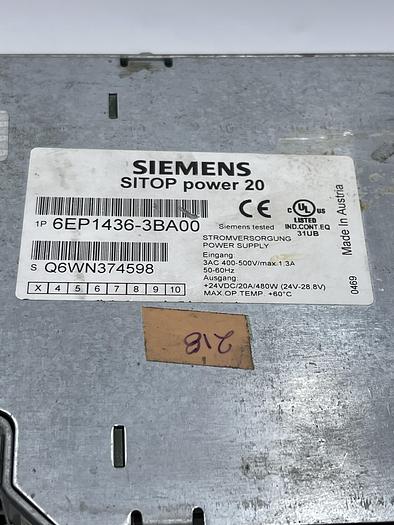 SIEMENS
SITOP power 20
1P 6EP1436-3BA00
Siemens tested
C UL US
LISTED
IND.CONT.EQ
31UB
Made In Austria
STROMVERSORGUNG
POWER SUPPLY
Eingang:
3AC 400-500V/max.1.3A
50-60Hz
Ausgang:
+24VDC/20A/480W (24V-28.8V)
MAX.OP.TEMP. +60°C
S Q6WN374598
X 4 5 6 7 8 9 10
0469
218